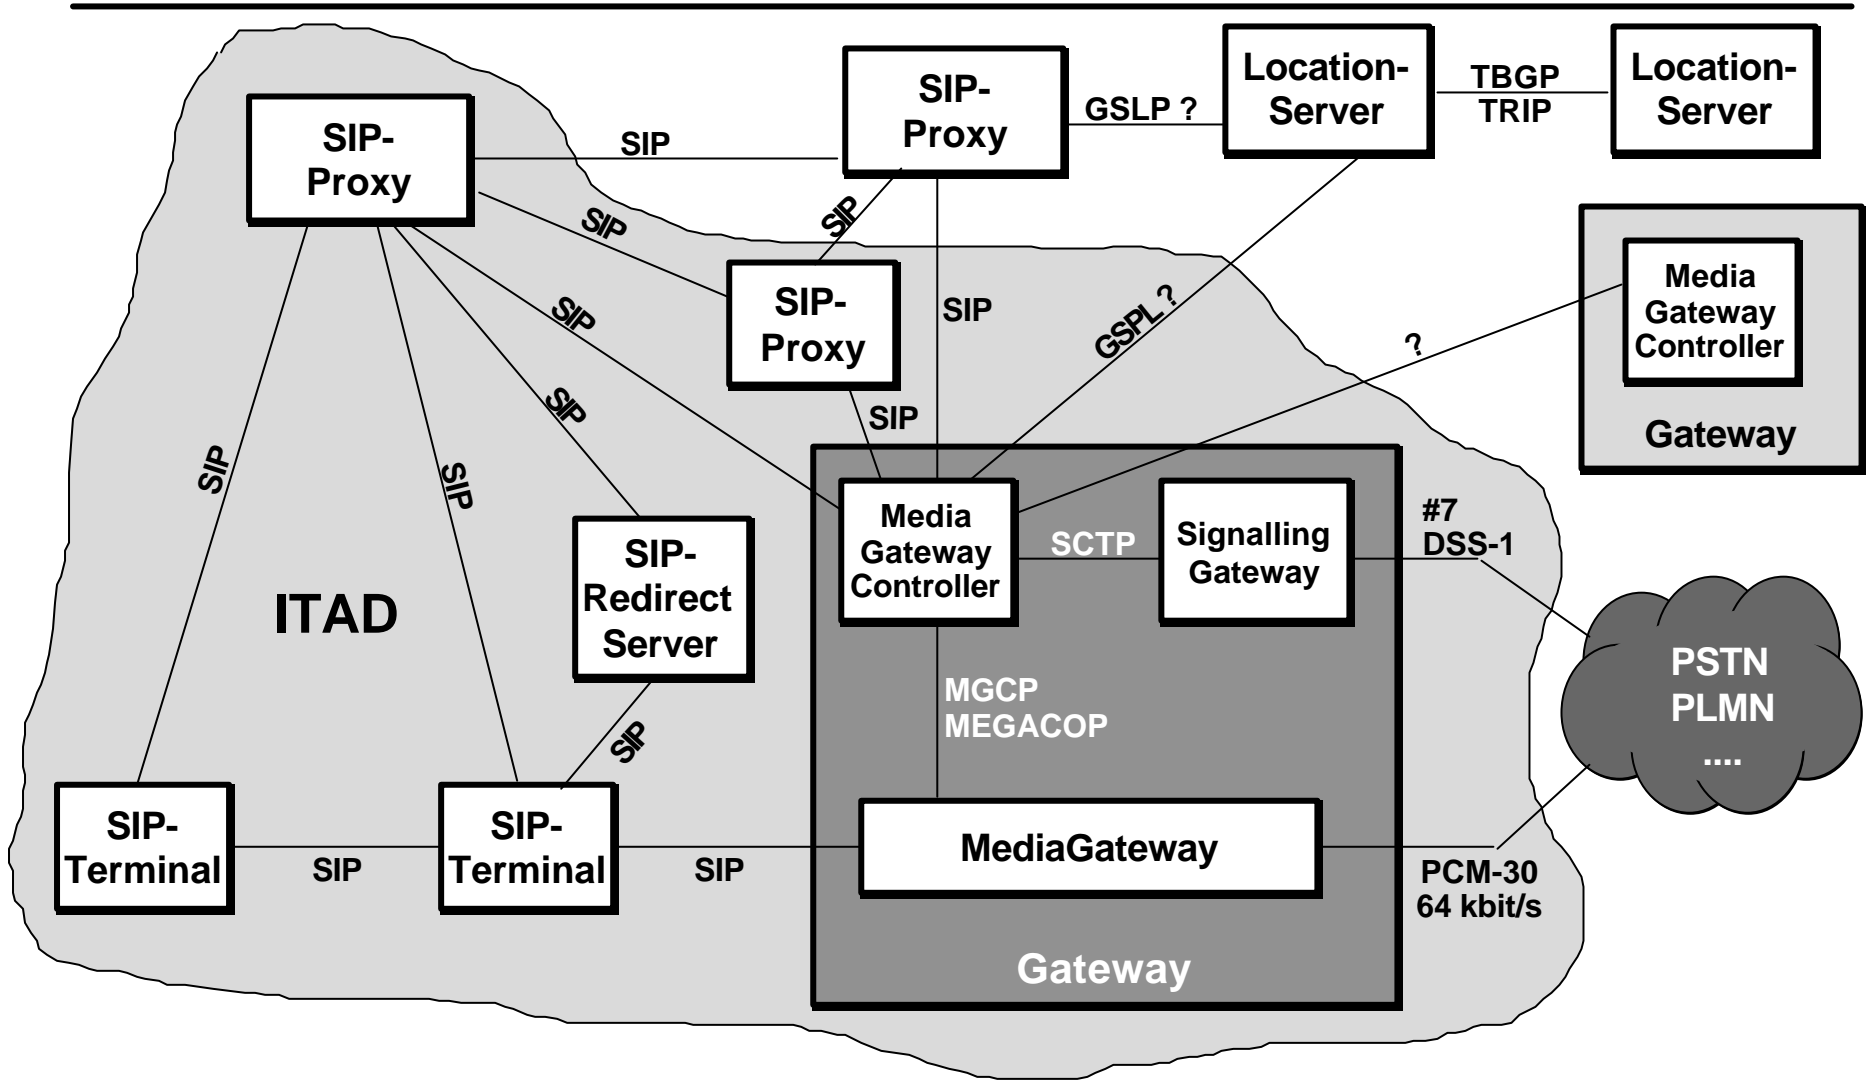 SIP-
Proxy
SIP
SIP-
Proxy
GSLP ?
Location-
Server
TBGP
TRIP
Location-
Server
SIP
SIP
SIP-
Proxy
SIP
SIP
GSPL ?
?
Media
Gateway
Controller
Gateway
SIP
SIP
SIP
SIP
SIP-
Redirect
Server
ITAD
Media
Gateway
Controller
SCTP
Signalling
Gateway
#7
DSS-1
PSTN
PLMN
....
MGCP
MEGACOP
SIP
SIP-
Terminal
SIP
SIP-
Terminal
SIP
MediaGateway
PCM-30
64 kbit/s
Gateway